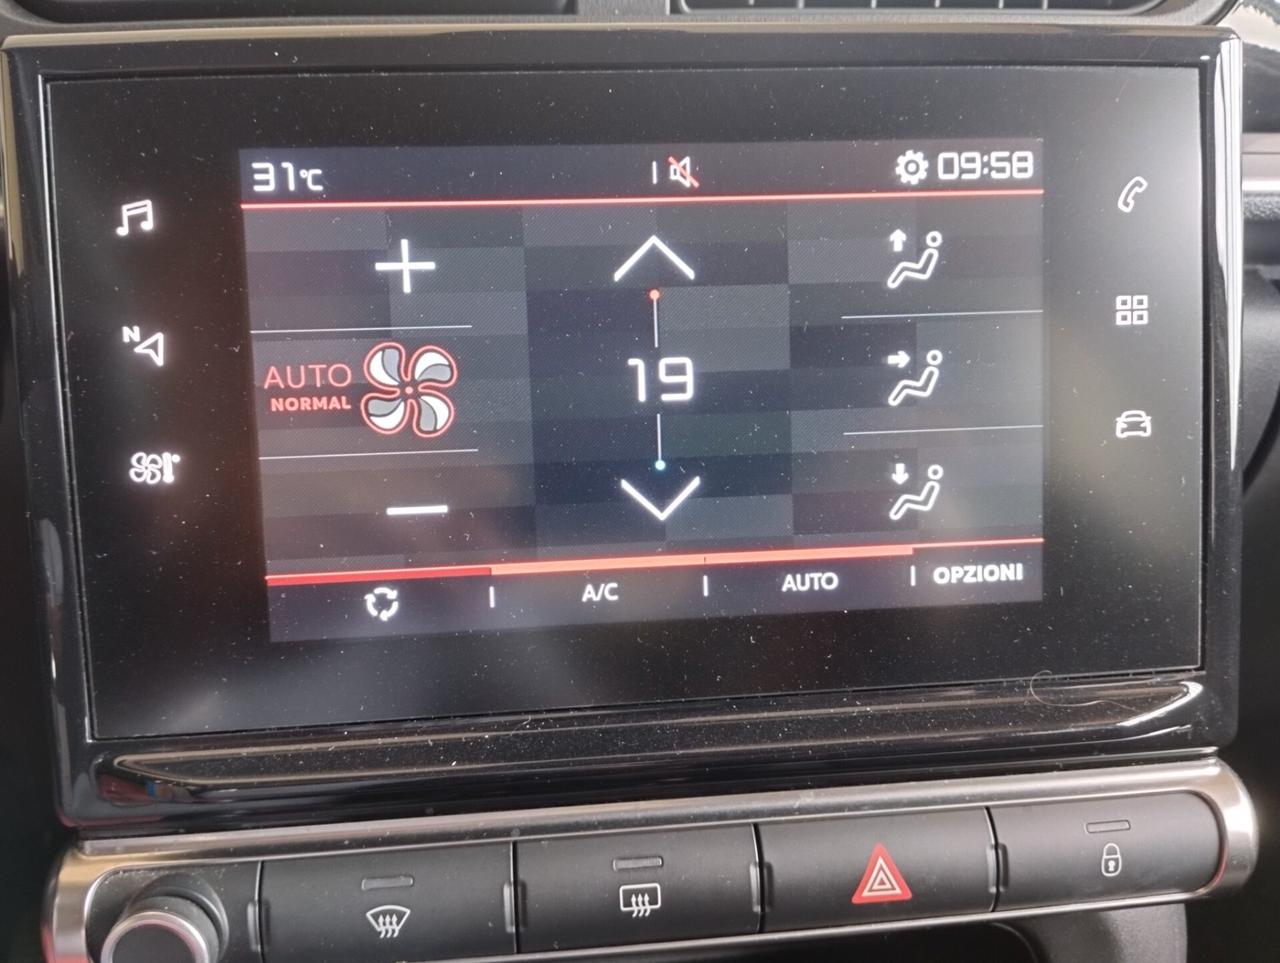 31°C
09:58
N
19
AUTO
NORMAL
A/C
AUTO
OPZIONI